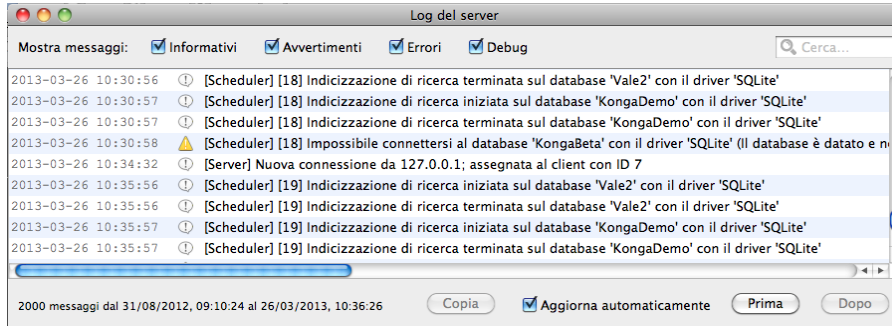 Log del server
Mostra messaggi: Informativi Avvertimenti Errori Debug Cerca...
2013-03-26 10:30:56 [Scheduler] [18] Indicizzazione di ricerca terminata sul database 'Vale2' con il driver 'SQLite'
2013-03-26 10:30:57 [Scheduler] [18] Indicizzazione di ricerca iniziata sul database 'KongaDemo' con il driver 'SQLite'
2013-03-26 10:30:57 [Scheduler] [18] Indicizzazione di ricerca terminata sul database 'KongaDemo' con il driver 'SQLite'
2013-03-26 10:30:58 [Scheduler] [18] Impossibile connettersi al database 'KongaBeta' con il driver 'SQLite' (Il database è datato e
2013-03-26 10:34:32 [Server] Nuova connessione da 127.0.0.1; assegnata al client con ID 7
2013-03-26 10:35:56 [Scheduler] [19] Indicizzazione di ricerca iniziata sul database 'Vale2' con il driver 'SQLite'
2013-03-26 10:35:56 [Scheduler] [19] Indicizzazione di ricerca terminata sul database 'Vale2' con il driver 'SQLite'
2013-03-26 10:35:57 [Scheduler] [19] Indicizzazione di ricerca iniziata sul database 'KongaDemo' con il driver 'SQLite'
2013-03-26 10:35:57 [Scheduler] [19] Indicizzazione di ricerca terminata sul database 'KongaDemo' con il driver 'SQLite'
2000 messaggi dal 31/08/2012, 09:10:24 al 26/03/2013, 10:36:26 Copia Aggiorna automaticamente Prima Dopo